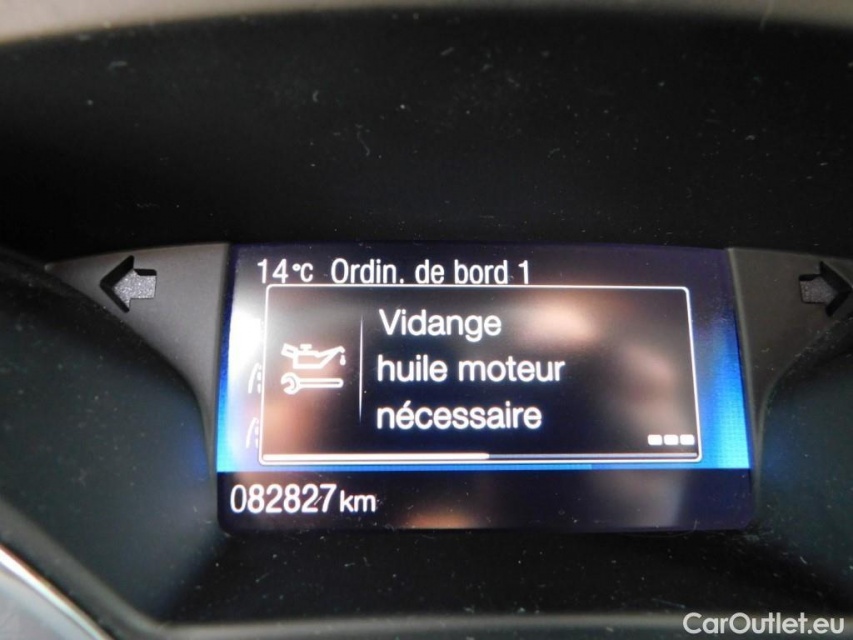 14°C Ordin. de bord 1
Vidange
huile moteur
nécessaire
082827 km
CarOutlet.eu